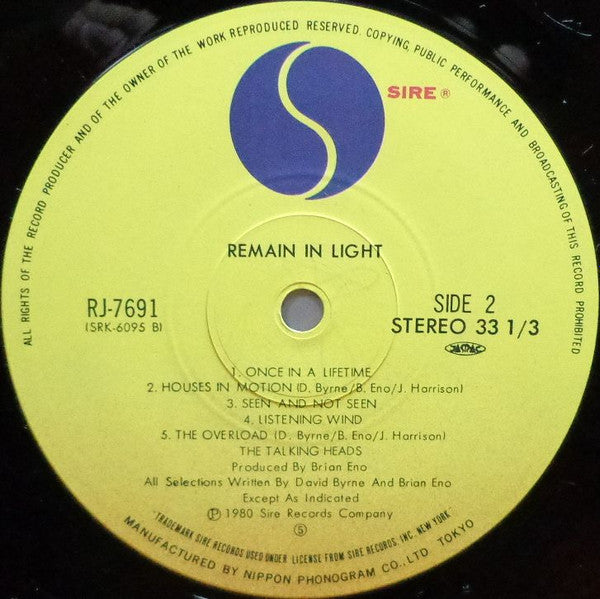 ALL RIGHTS OF THE RECORD PRODUCER AND OF THE OWNER OF THE WORK REPRODUCED RESERVED. COPYING, PUBLIC PERFORMANCE AND BROADCASTING OF THIS RECORD PROHIBITED
SIRE ®
REMAIN IN LIGHT
RJ-7691
(SRK-6095 B)
SIDE 2
STEREO 33 1/3
JASRAC
1. ONCE IN A LIFETIME
2. HOUSES IN MOTION (D. Byrne/B. Eno/J. Harrison)
3. SEEN AND NOT SEEN
4. LISTENING WIND
5. THE OVERLOAD (D. Byrne/B. Eno/J. Harrison)
THE TALKING HEADS
Produced By Brian Eno
All Selections Written By David Byrne and Brian Eno
Except As Indicated
Ⓟ 1980 Sire Records Company
Ⓢ
"TRADEMARK SIRE RECORDS USED UNDER LICENSE FROM SIRE RECORDS, INC. NEW YORK"
MANUFACTURED BY NIPPON PHONOGRAM CO., LTD. TOKYO